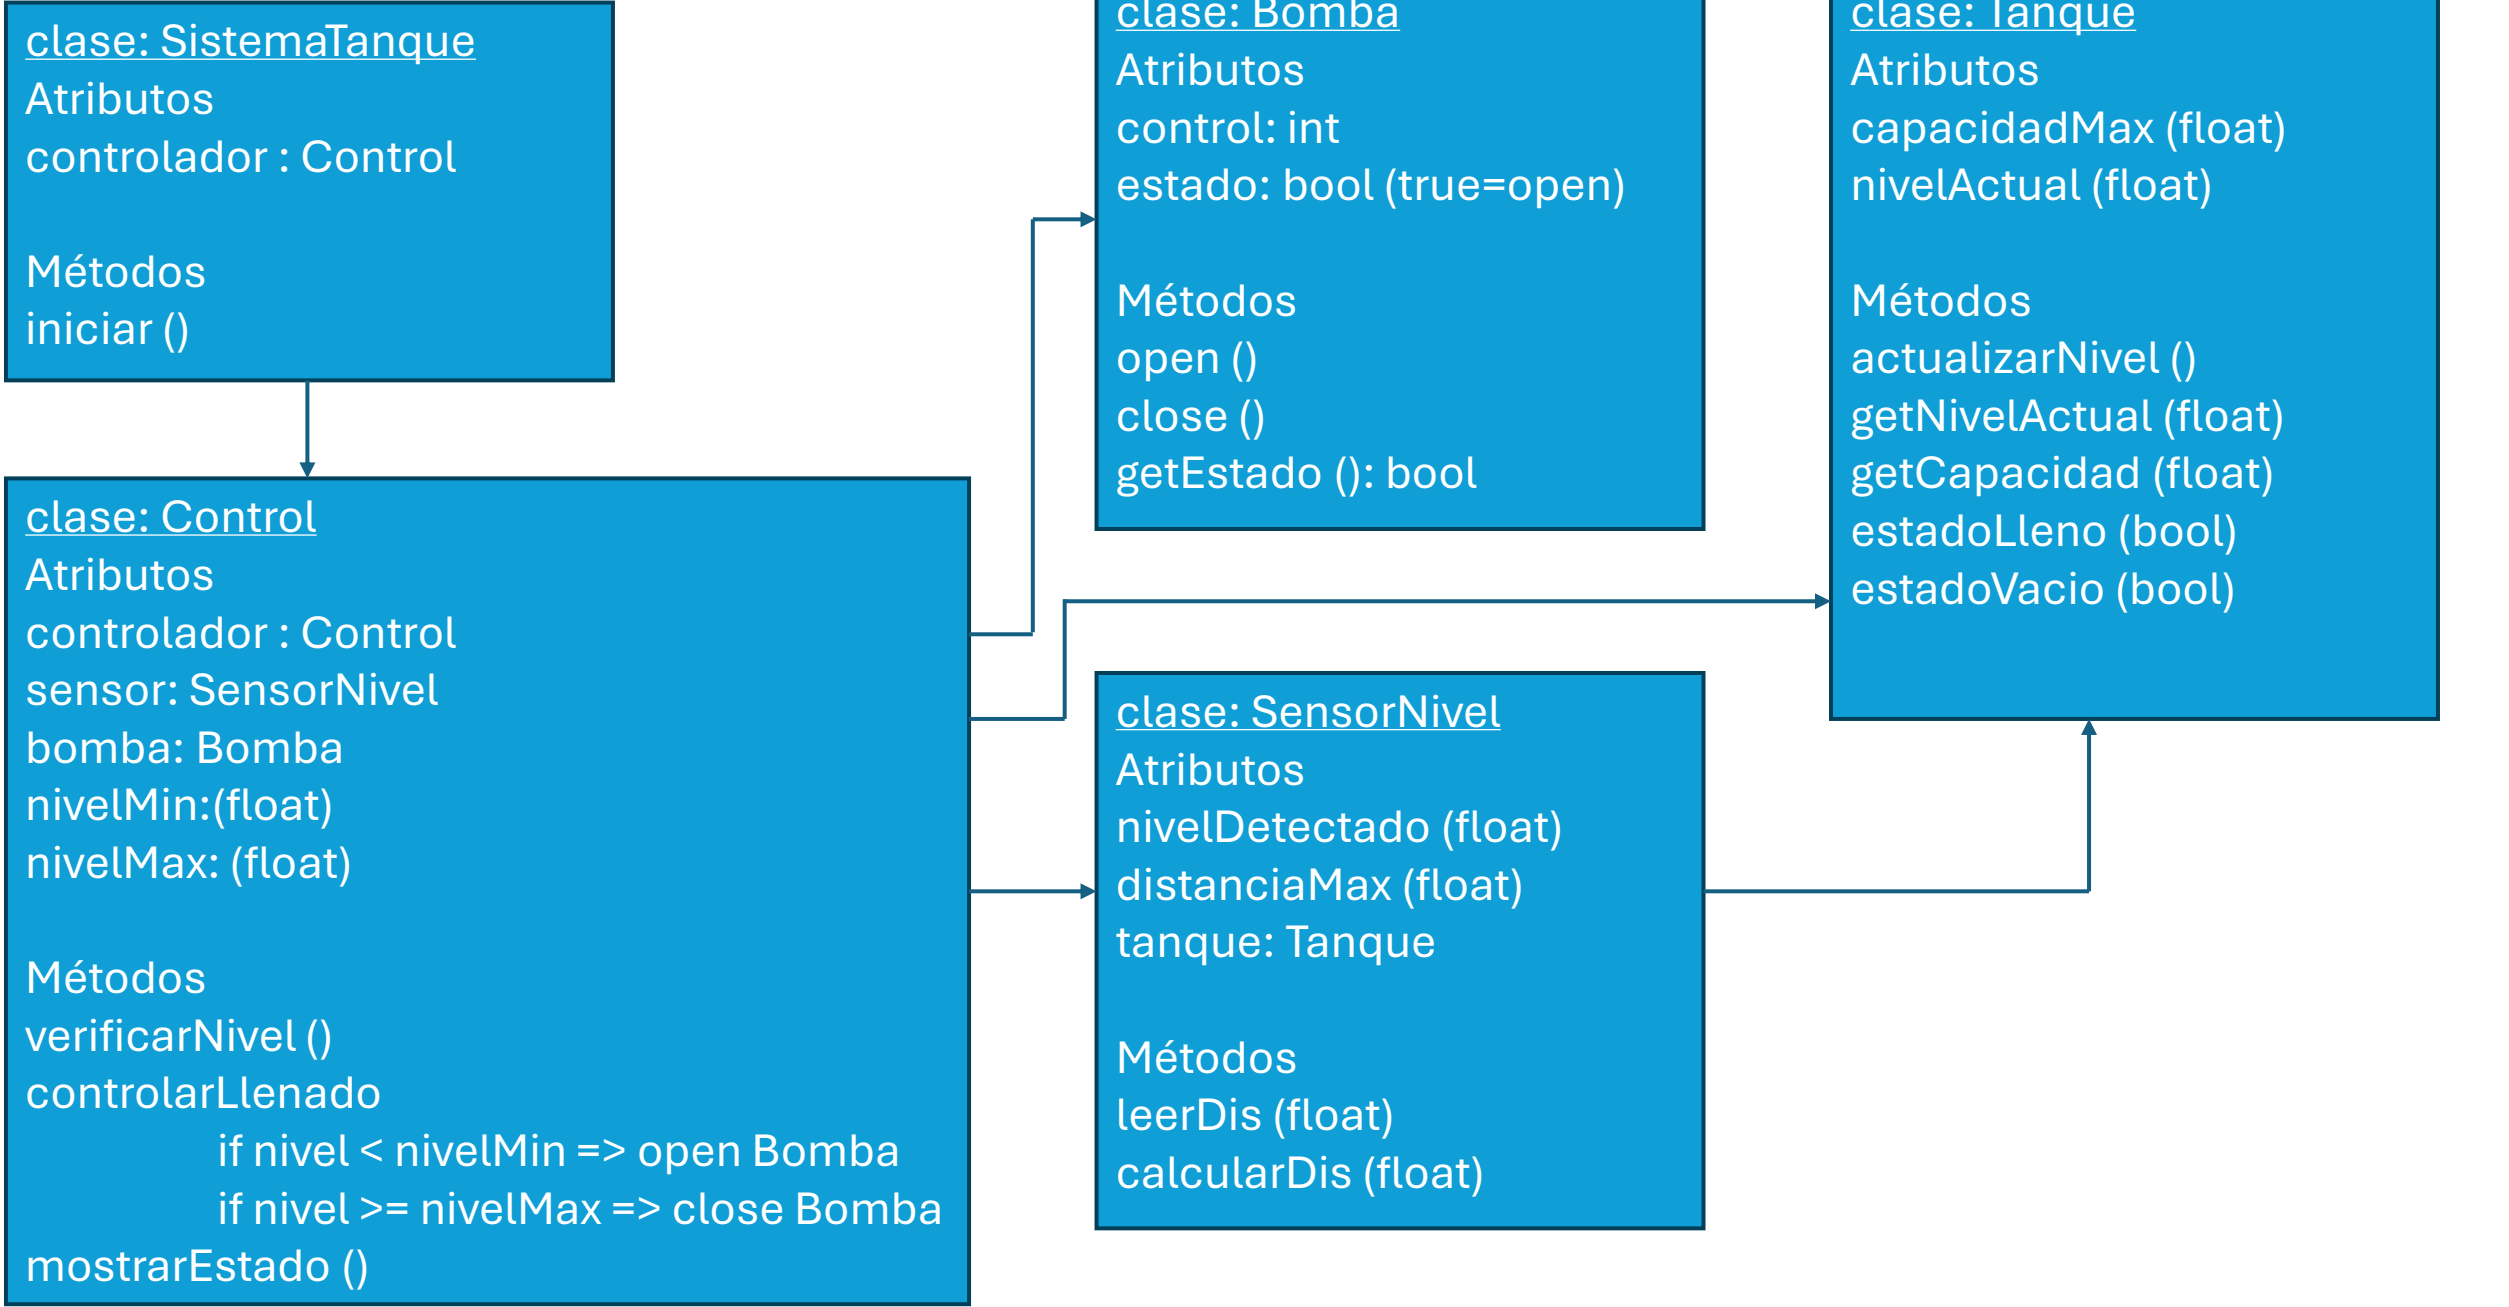 clase: SistemaTanque
Atributos
controlador : Control
Métodos
iniciar ()
clase: Control
Atributos
controlador : Control
sensor: SensorNivel
bomba: Bomba
nivelMin:(float)
nivelMax: (float)
Métodos
verificarNivel ()
controlarLlenado
if nivel < nivelMin => open Bomba
if nivel >= nivelMax => close Bomba
mostrarEstado ()
clase: Bomba
Atributos
control: int
estado: bool (true=open)
Métodos
open ()
close ()
getEstado (): bool
clase: SensorNivel
Atributos
nivelDetectado (float)
distanciaMax (float)
tanque: Tanque
Métodos
leerDis (float)
calcularDis (float)
clase: Tanque
Atributos
capacidadMax (float)
nivelActual (float)
Métodos
actualizarNivel ()
getNivelActual (float)
getCapacidad (float)
estadoLleno (bool)
estadoVacio (bool)